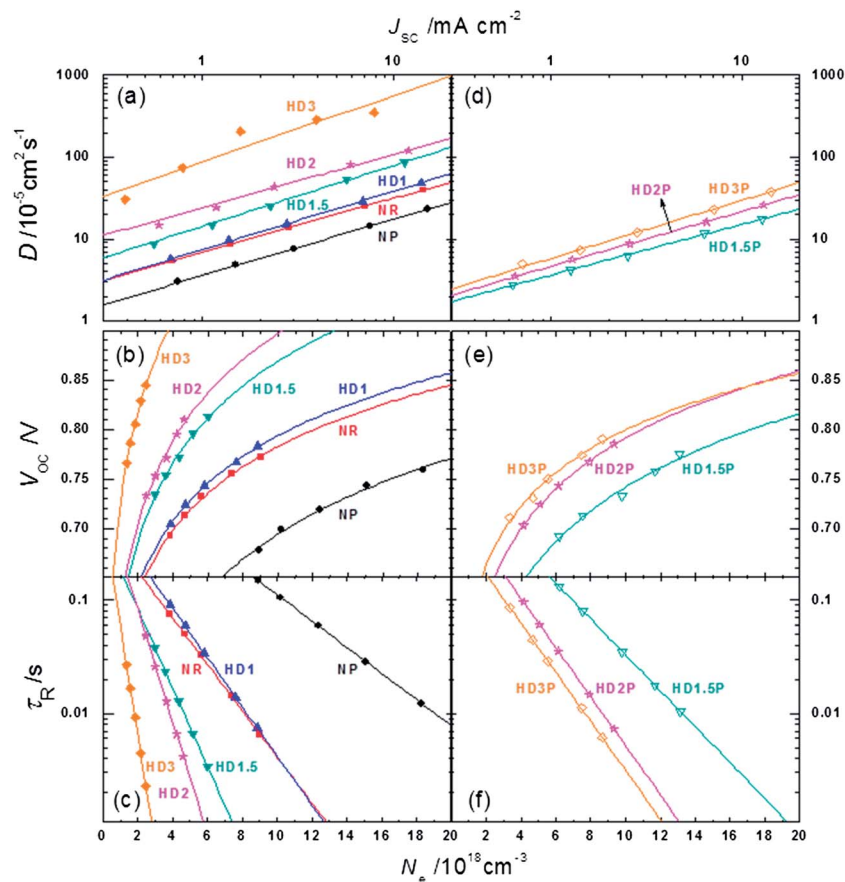 J_SC /mA cm^-2
1 10 1 10
1000
100
10
1
D /10^-5 cm^2 s^-1
(a)
HD3
HD2
HD1.5
HD1
NR
NP
(d)
HD2P
HD3P
HD1.5P
1000
100
10
1
0.85
0.80
0.75
0.70
V_OC /V
(b)
HD3
HD2
HD1.5
HD1
NR
NP
(e)
HD3P
HD2P
HD1.5P
0.85
0.80
0.75
0.70
0.1
0.01
τ_R /s
(c)
HD3
HD2
HD1.5
NR
HD1
NP
(f)
HD3P
HD2P
HD1.5P
0.1
0.01
0 2 4 6 8 10 12 14 16 18 20 2 4 6 8 10 12 14 16 18 20
N_e /10^18 cm^-3